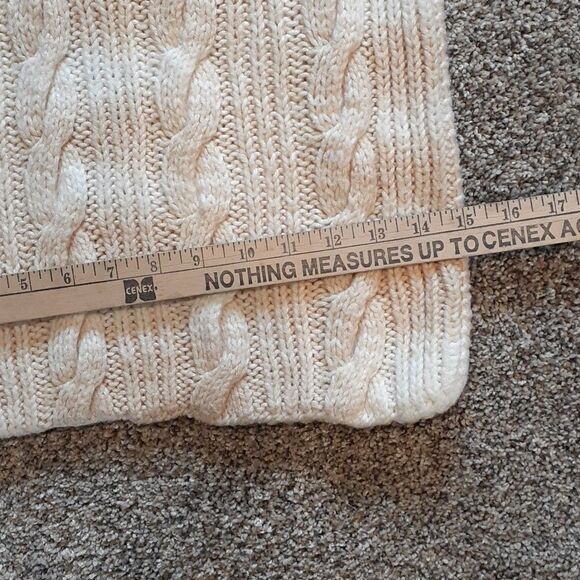 5 6 7 8 9 10 11 12 13 14 15 16 17
CENEX
NOTHING MEASURES UP TO CENEX